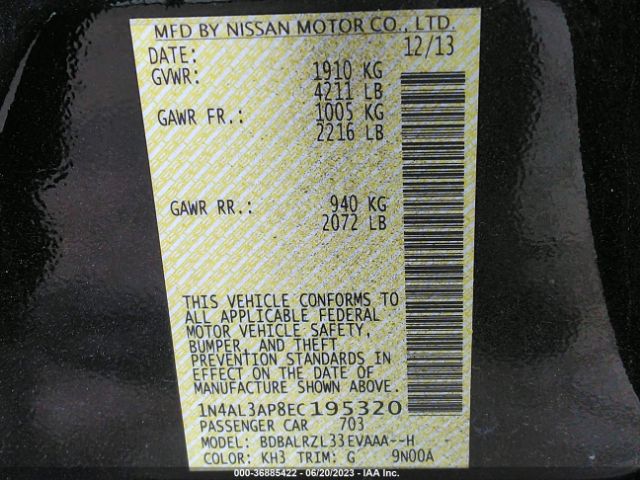 MFD BY NISSAN MOTOR CO., LTD.
DATE: 12/13
GVWR: 1910 KG
4211 LB
GAWR FR.: 1005 KG
2216 LB
GAWR RR.: 940 KG
2072 LB
THIS VEHICLE CONFORMS TO
ALL APPLICABLE FEDERAL
MOTOR VEHICLE SAFETY,
BUMPER, AND THEFT
PREVENTION STANDARDS IN
EFFECT ON THE DATE OF
MANUFACTURE SHOWN ABOVE.
1N4AL3AP8EC195320
PASSENGER CAR 703
MODEL: BDBALRZL33EVAAA--H
COLOR: KH3 TRIM: G 9N00A
000-36885422 - 06/20/2023 - IAA Inc.